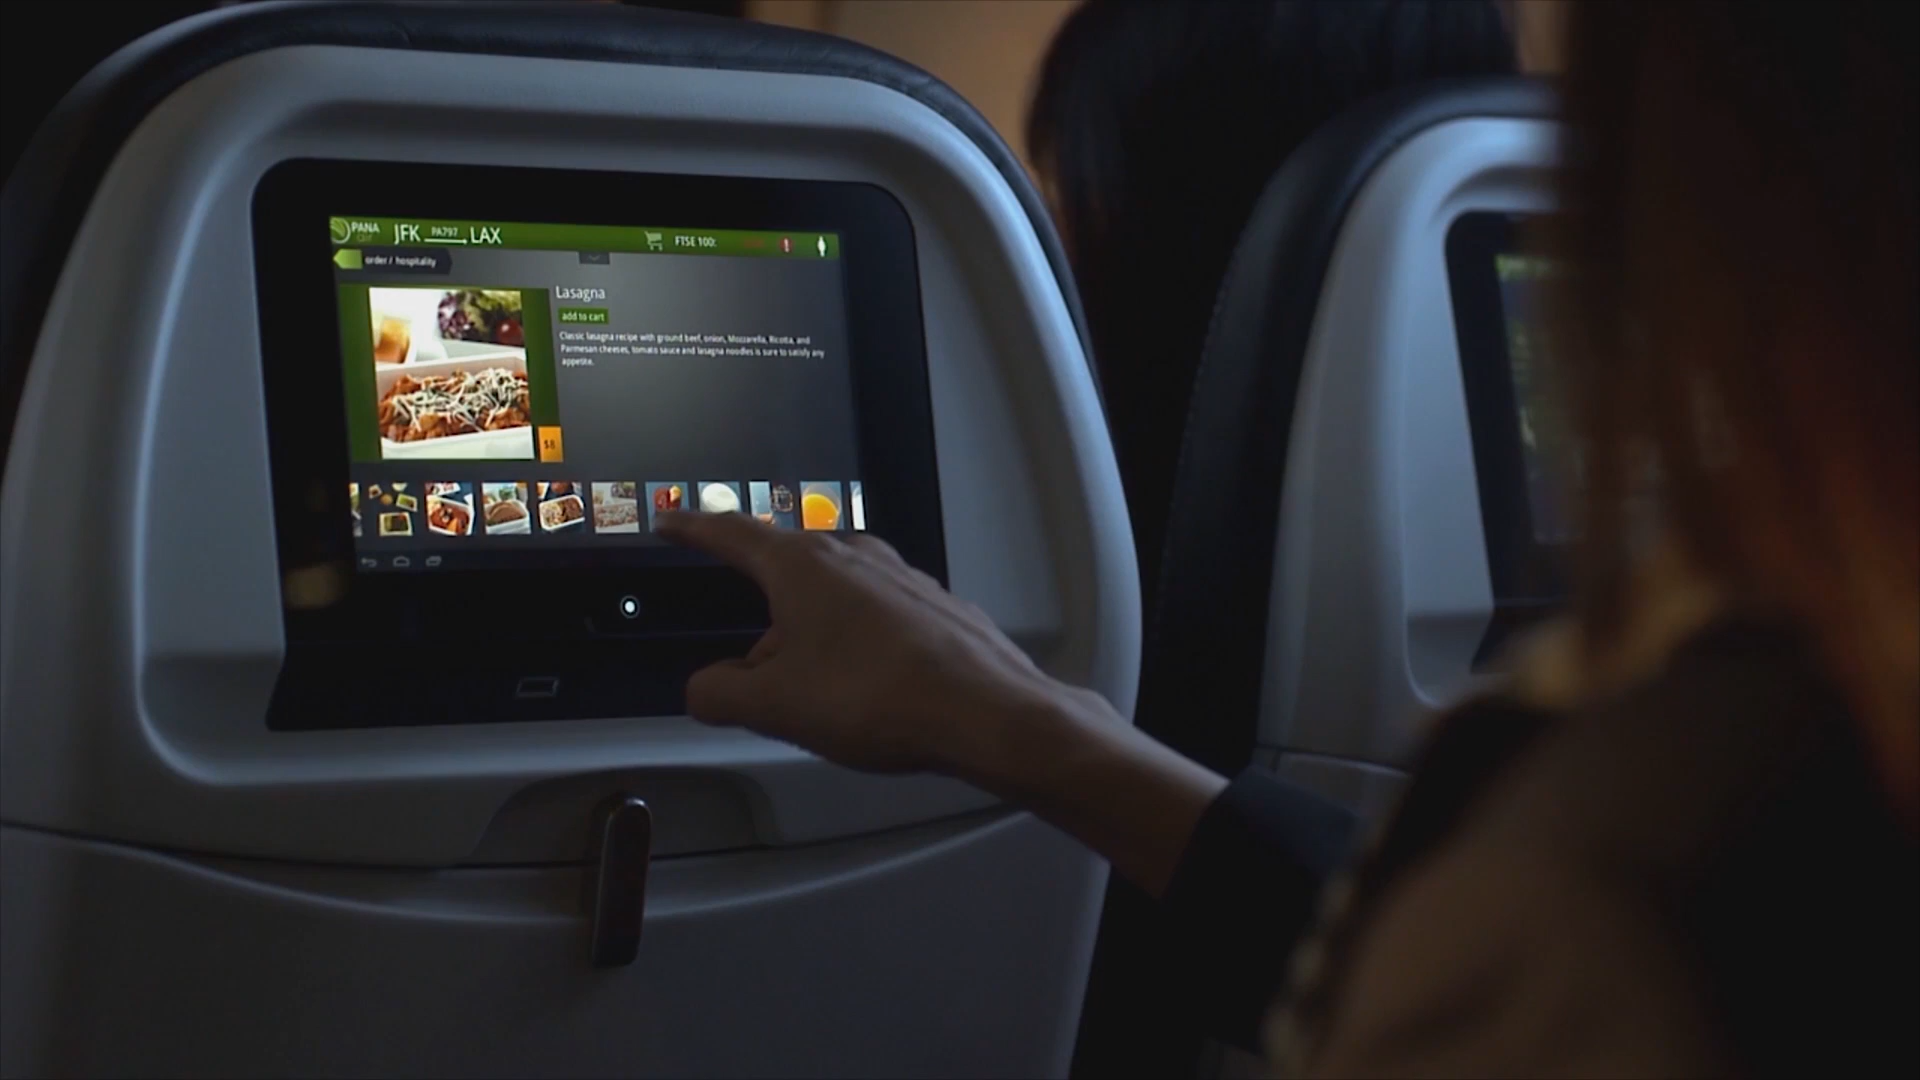 PANA
air
JFK PA797 LAX
FTSE 100:
order / hospitality
Lasagna
add to cart
Classic lasagna recipe with ground beef, onion, Mozzarella, Ricotta, and
Parmesan cheeses, tomato sauce and lasagna noodles is sure to satisfy any
appetite.
$8